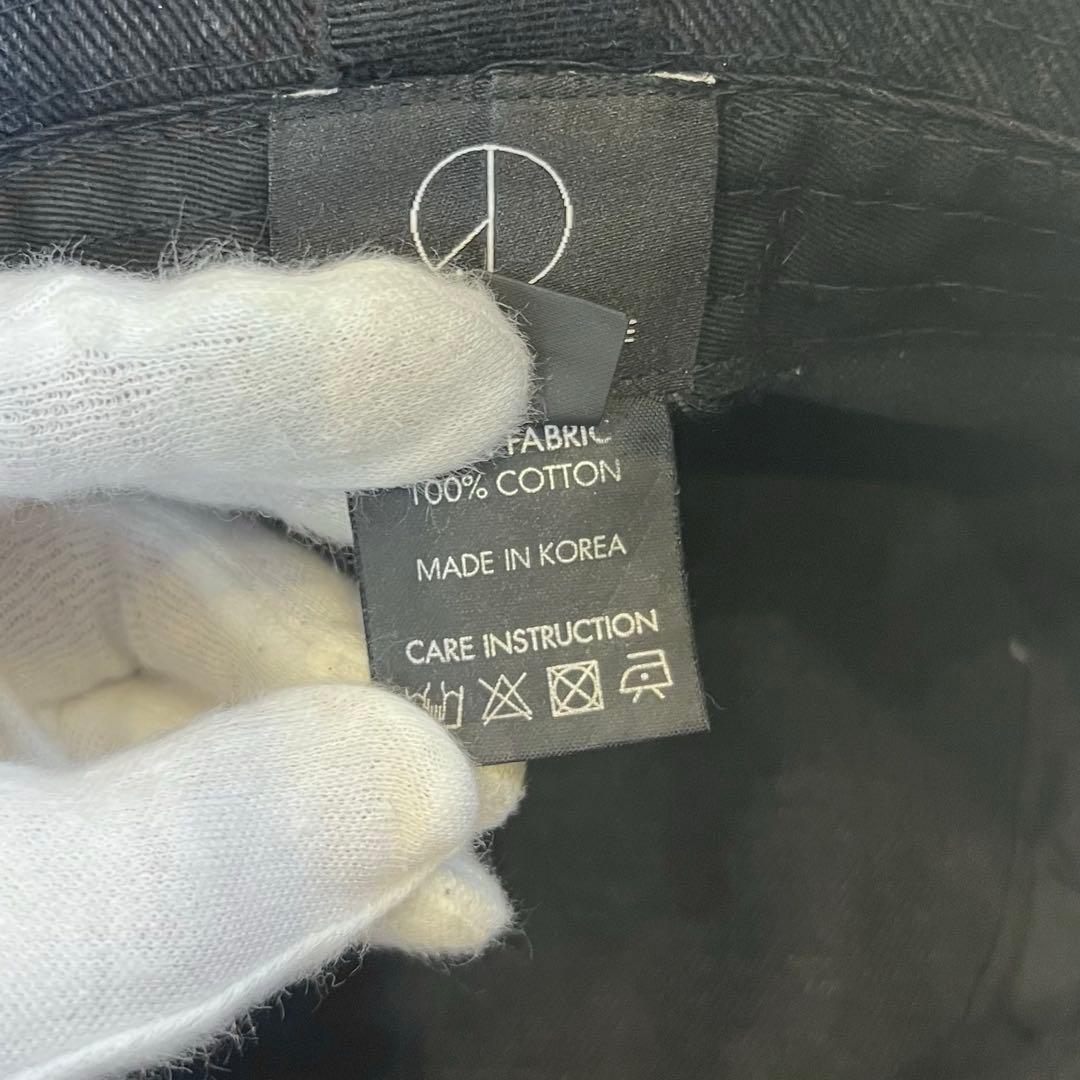 FABRIC
100% COTTON
MADE IN KOREA
CARE INSTRUCTION